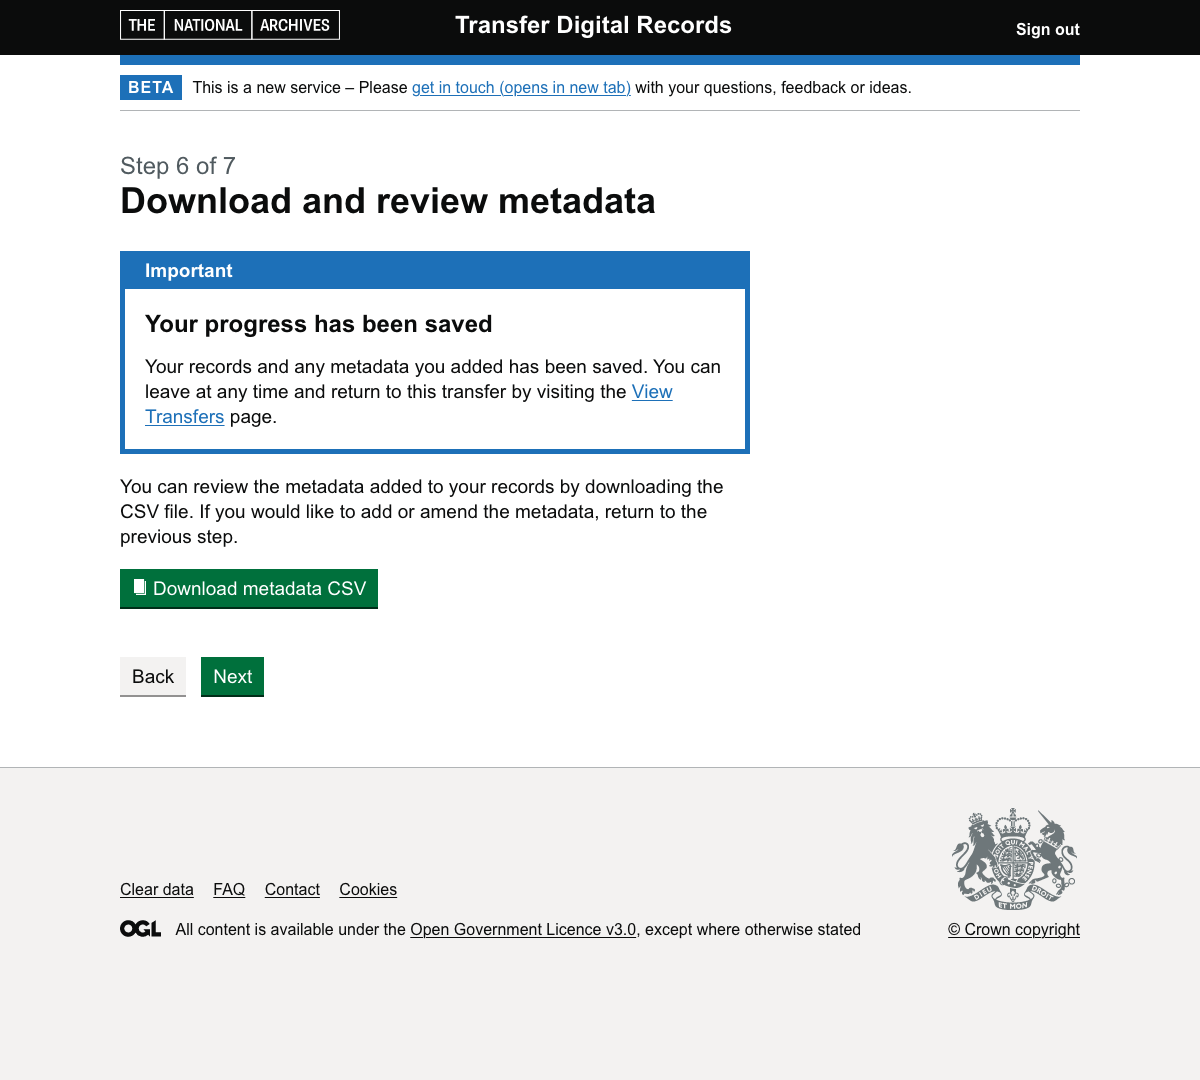 THE NATIONAL ARCHIVES
Transfer Digital Records
Sign out
BETA This is a new service – Please get in touch (opens in new tab) with your questions, feedback or ideas.
Step 6 of 7
Download and review metadata
Important
Your progress has been saved
Your records and any metadata you added has been saved. You can
leave at any time and return to this transfer by visiting the View
Transfers page.
You can review the metadata added to your records by downloading the
CSV file. If you would like to add or amend the metadata, return to the
previous step.
Download metadata CSV
Back Next
Clear data FAQ Contact Cookies
DIEU ET MON DROIT
OGL All content is available under the Open Government Licence v3.0, except where otherwise stated
© Crown copyright